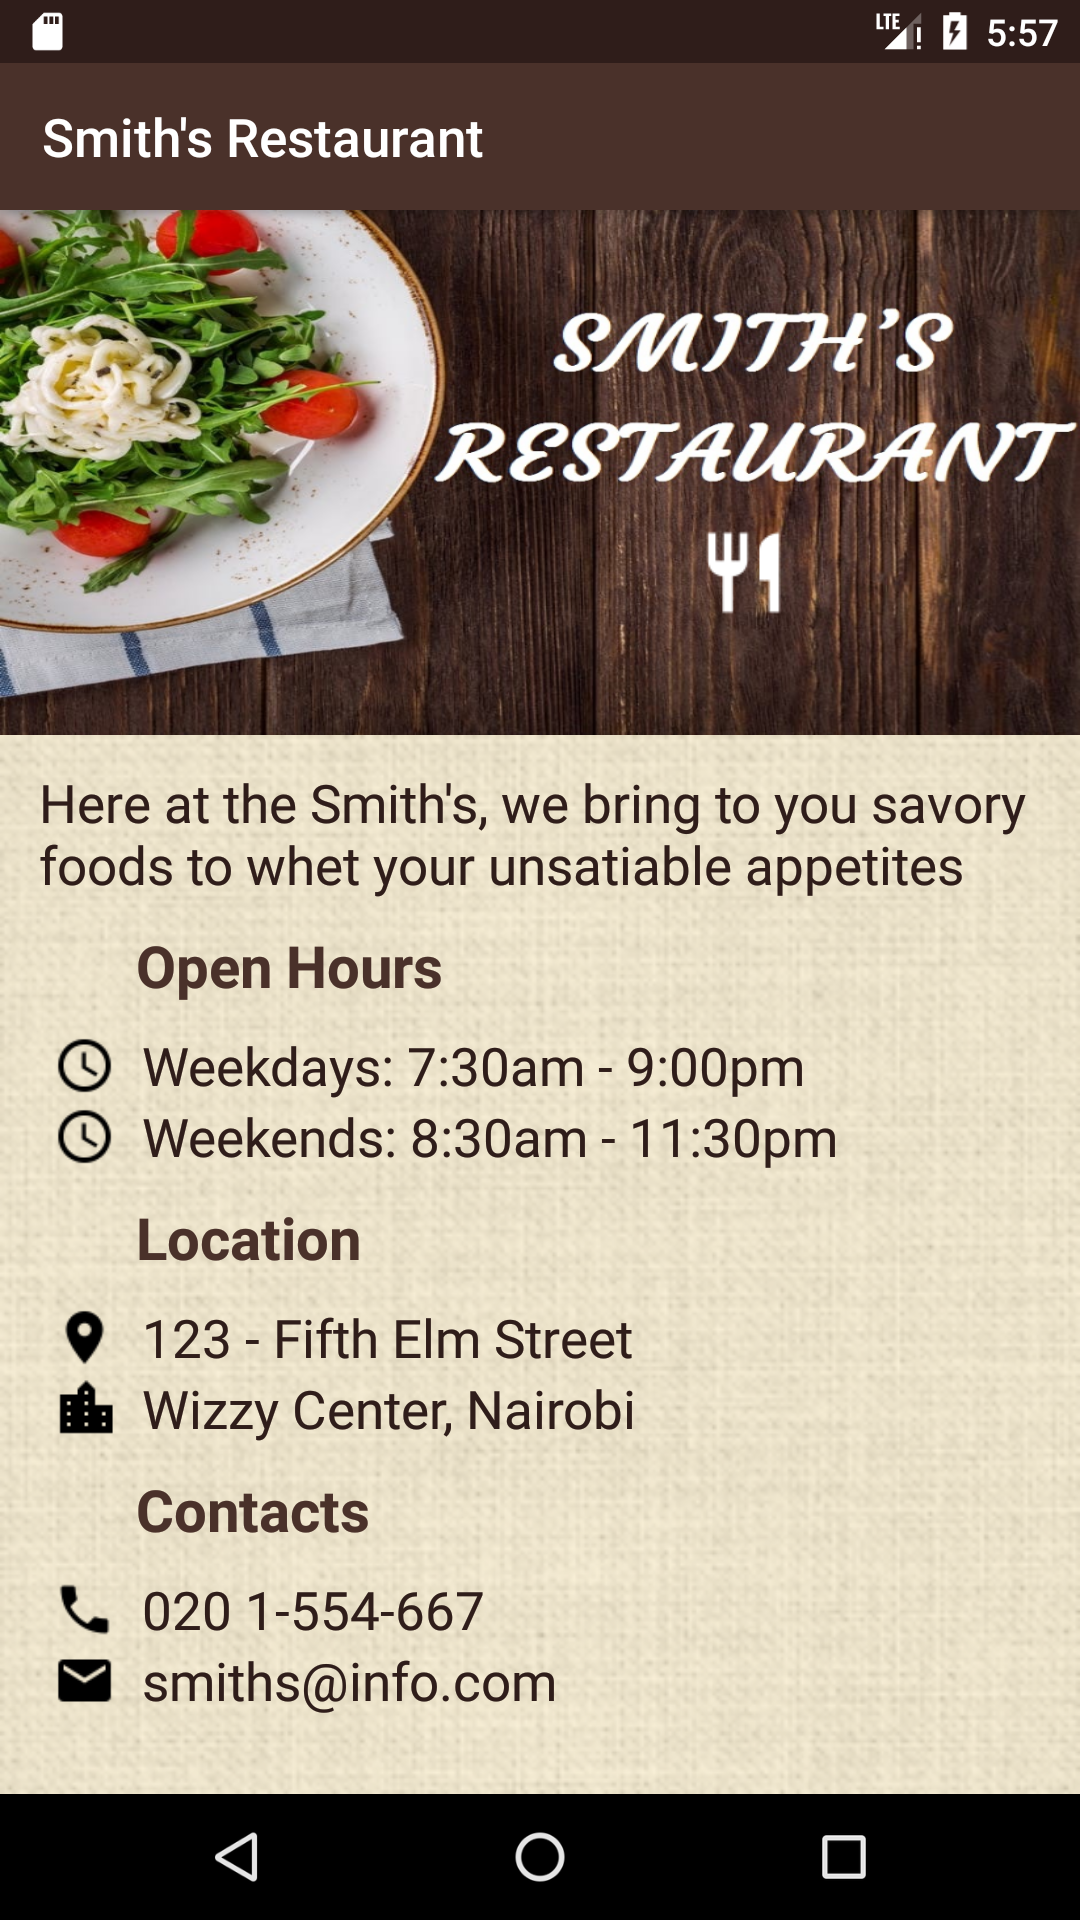 LTE 5:57
Smith's Restaurant
SMITH'S
RESTAURANT
Here at the Smith's, we bring to you savory
foods to whet your unsatiable appetites
Open Hours
Weekdays: 7:30am - 9:00pm
Weekends: 8:30am - 11:30pm
Location
123 - Fifth Elm Street
Wizzy Center, Nairobi
Contacts
020 1-554-667
smiths@info.com